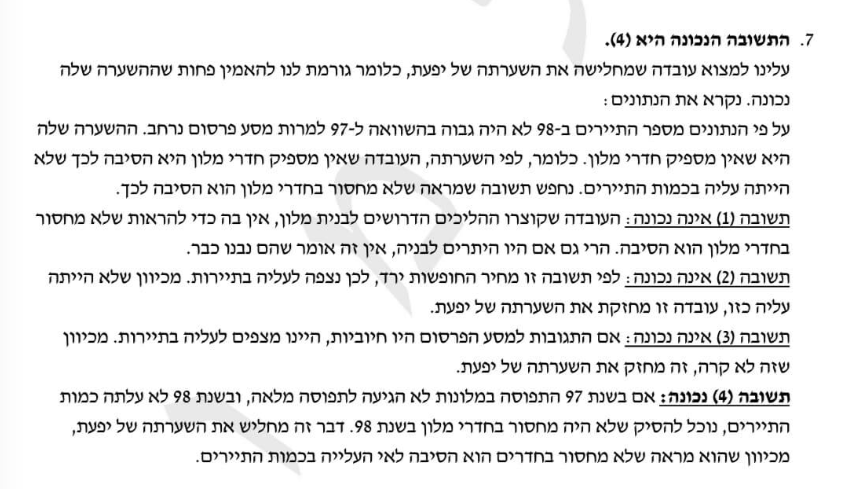 7. התשובה הנכונה היא (4).
עלינו למצוא עובדה שמחלישה את השערתה של יפעת, כלומר גורמת לנו להאמין פחות שההשערה שלה
נכונה. נקרא את הנתונים:
על פי הנתונים מספר התיירים ב-98 לא היה גבוה בהשוואה ל-97 למרות מסע פרסום נרחב. ההשערה שלה
היא שאין מספיק חדרי מלון. כלומר, לפי השערתה, העובדה שאין מספיק חדרי מלון היא הסיבה לכך שלא
הייתה עליה בכמות התיירים. נחפש תשובה שמראה שלא מחסור בחדרי מלון הוא הסיבה לכך.
תשובה (1) אינה נכונה: העובדה שקוצרו ההליכים הדרושים לבנית מלון, אין בה כדי להראות שלא מחסור
בחדרי מלון הוא הסיבה. הרי גם אם היו היתרים לבניה, אין זה אומר שהם נבנו כבר.
תשובה (2) אינה נכונה: לפי תשובה זו מחיר החופשות ירד, לכן נצפה לעליה בתיירות. מכיוון שלא הייתה
עליה כזו, עובדה זו מחזקת את השערתה של יפעת.
תשובה (3) אינה נכונה: אם התגובות למסע הפרסום היו חיוביות, היינו מצפים לעליה בתיירות. מכיוון
שזה לא קרה, זה מחזק את השערתה של יפעת.
תשובה (4) נכונה: אם בשנת 97 התפוסה במלונות לא הגיעה לתפוסה מלאה, ובשנת 98 לא עלתה כמות
התיירים, נוכל להסיק שלא היה מחסור בחדרי מלון בשנת 98. דבר זה מחליש את השערתה של יפעת,
מכיוון שהוא מראה שלא מחסור בחדרים הוא הסיבה לאי העלייה בכמות התיירים.